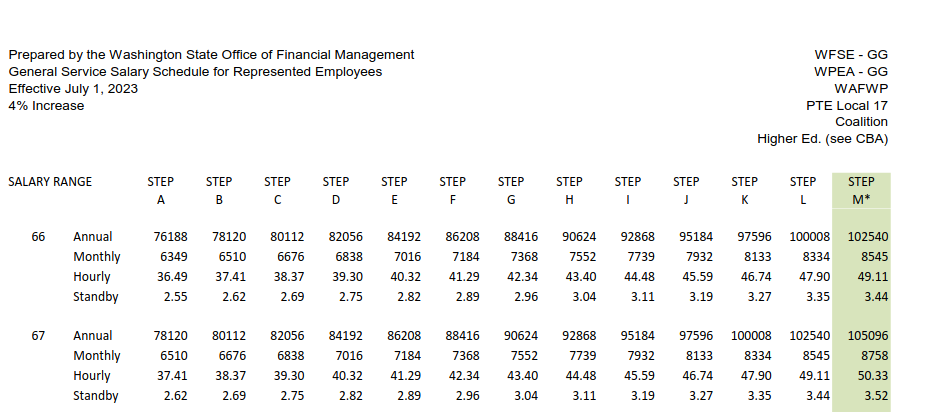 Prepared by the Washington State Office of Financial Management WFSE - GG
General Service Salary Schedule for Represented Employees WPEA - GG
Effective July 1, 2023 WAFWP
4% Increase PTE Local 17
Coalition
Higher Ed. (see CBA)
SALARY RANGE STEP STEP STEP STEP STEP STEP STEP STEP STEP STEP STEP STEP STEP
A B C D E F G H I J K L M*
66 Annual 76188 78120 80112 82056 84192 86208 88416 90624 92868 95184 97596 100008 102540
Monthly 6349 6510 6676 6838 7016 7184 7368 7552 7739 7932 8133 8334 8545
Hourly 36.49 37.41 38.37 39.30 40.32 41.29 42.34 43.40 44.48 45.59 46.74 47.90 49.11
Standby 2.55 2.62 2.69 2.75 2.82 2.89 2.96 3.04 3.11 3.19 3.27 3.35 3.44
67 Annual 78120 80112 82056 84192 86208 88416 90624 92868 95184 97596 100008 102540 105096
Monthly 6510 6676 6838 7016 7184 7368 7552 7739 7932 8133 8334 8545 8758
Hourly 37.41 38.37 39.30 40.32 41.29 42.34 43.40 44.48 45.59 46.74 47.90 49.11 50.33
Standby 2.62 2.69 2.75 2.82 2.89 2.96 3.04 3.11 3.19 3.27 3.35 3.44 3.52